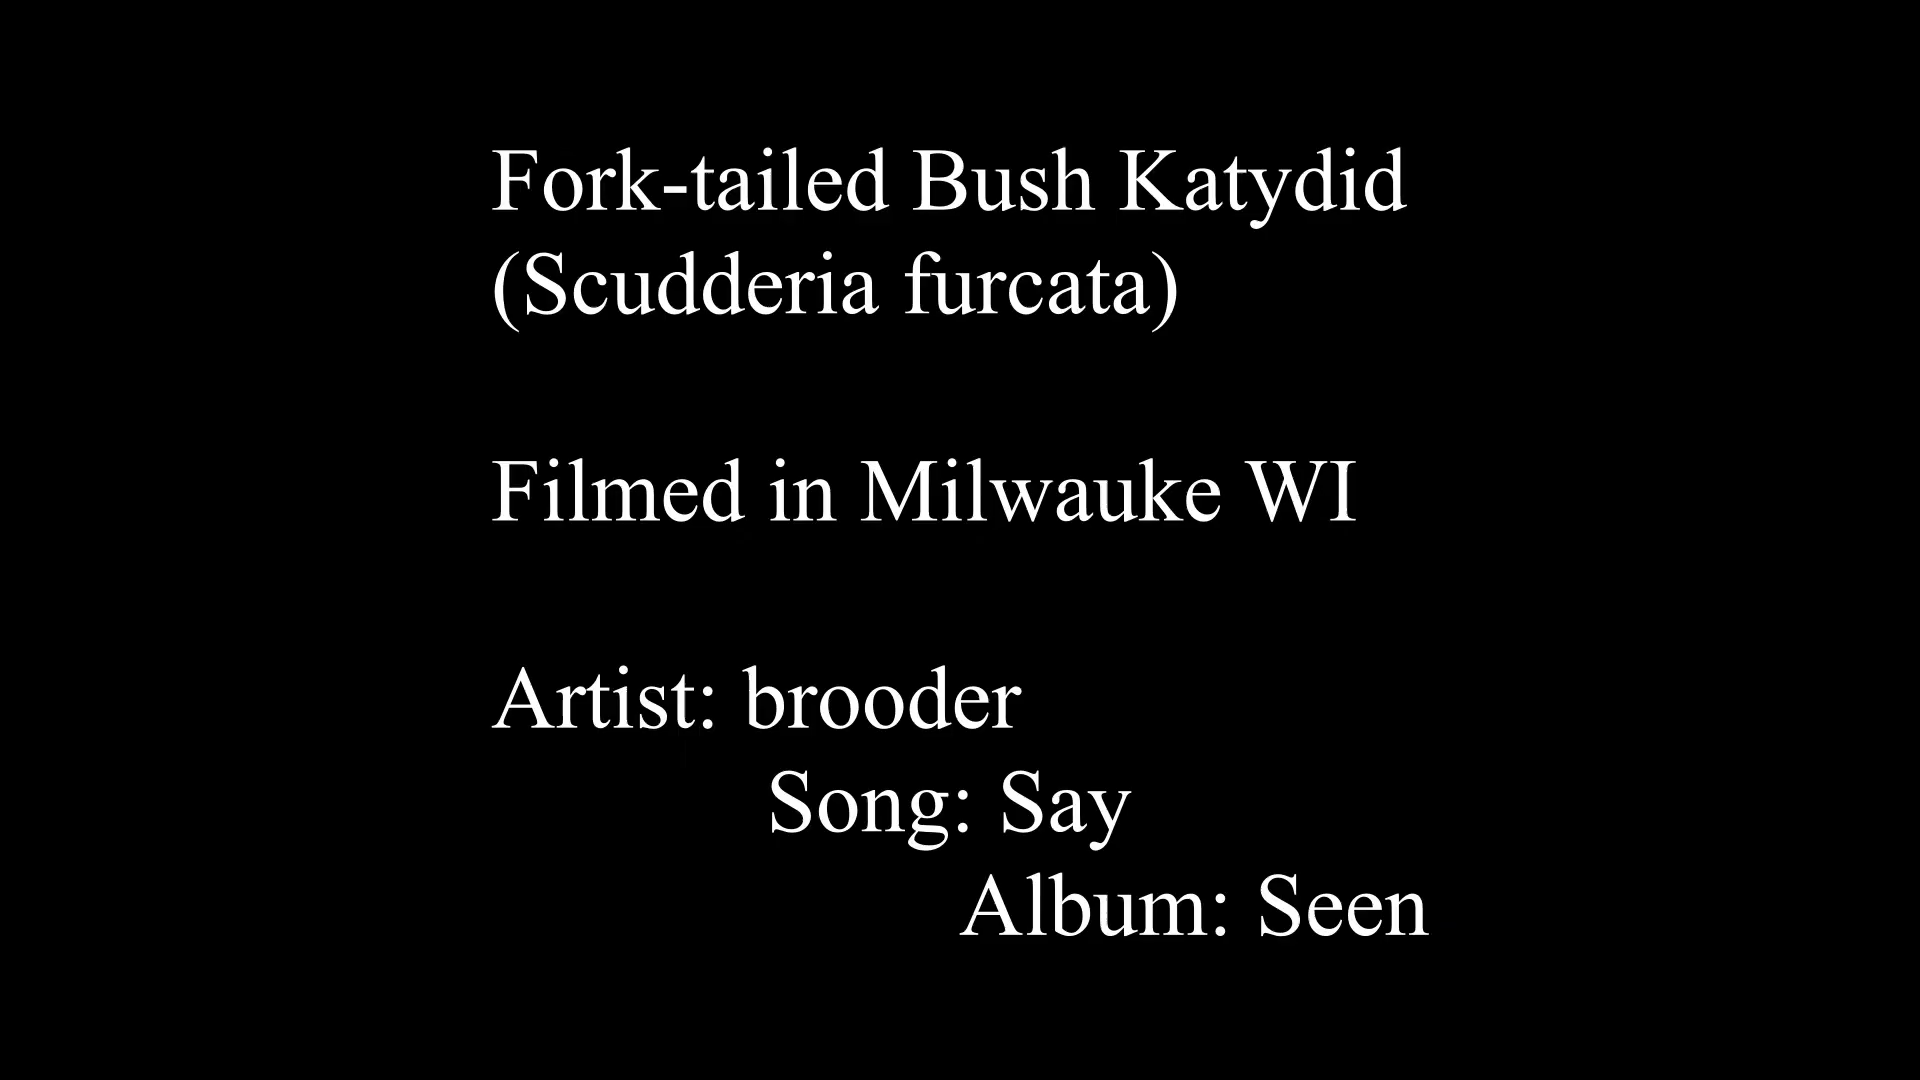 Fork-tailed Bush Katydid
(Scudderia furcata)
Filmed in Milwauke WI
Artist: brooder
Song: Say
Album: Seen